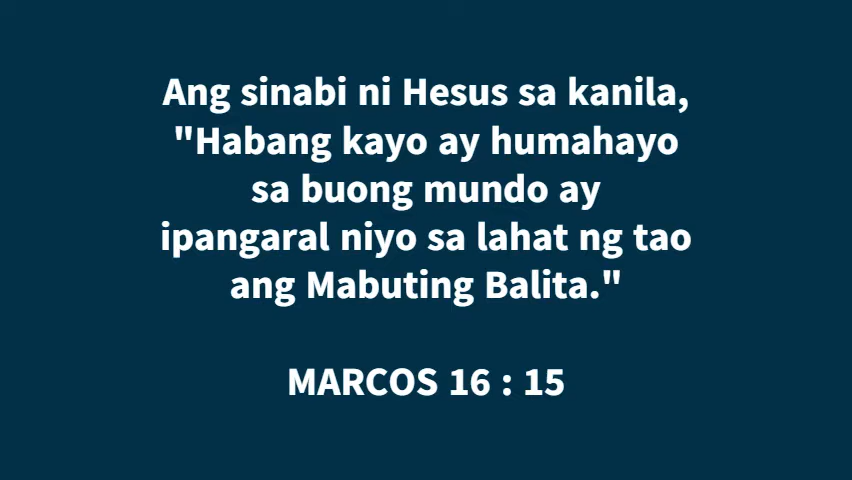 Ang sinabi ni Hesus sa kanila,
"Habang kayo ay humahayo
sa buong mundo ay
ipangaral niyo sa lahat ng tao
ang Mabuting Balita."
MARCOS 16 : 15